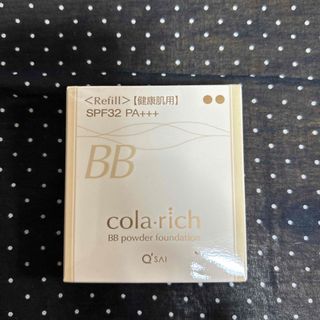 <Refill>【健康肌用】
SPF32 PA+++
BB
cola·rich
BB powder foundation
Q'SAI